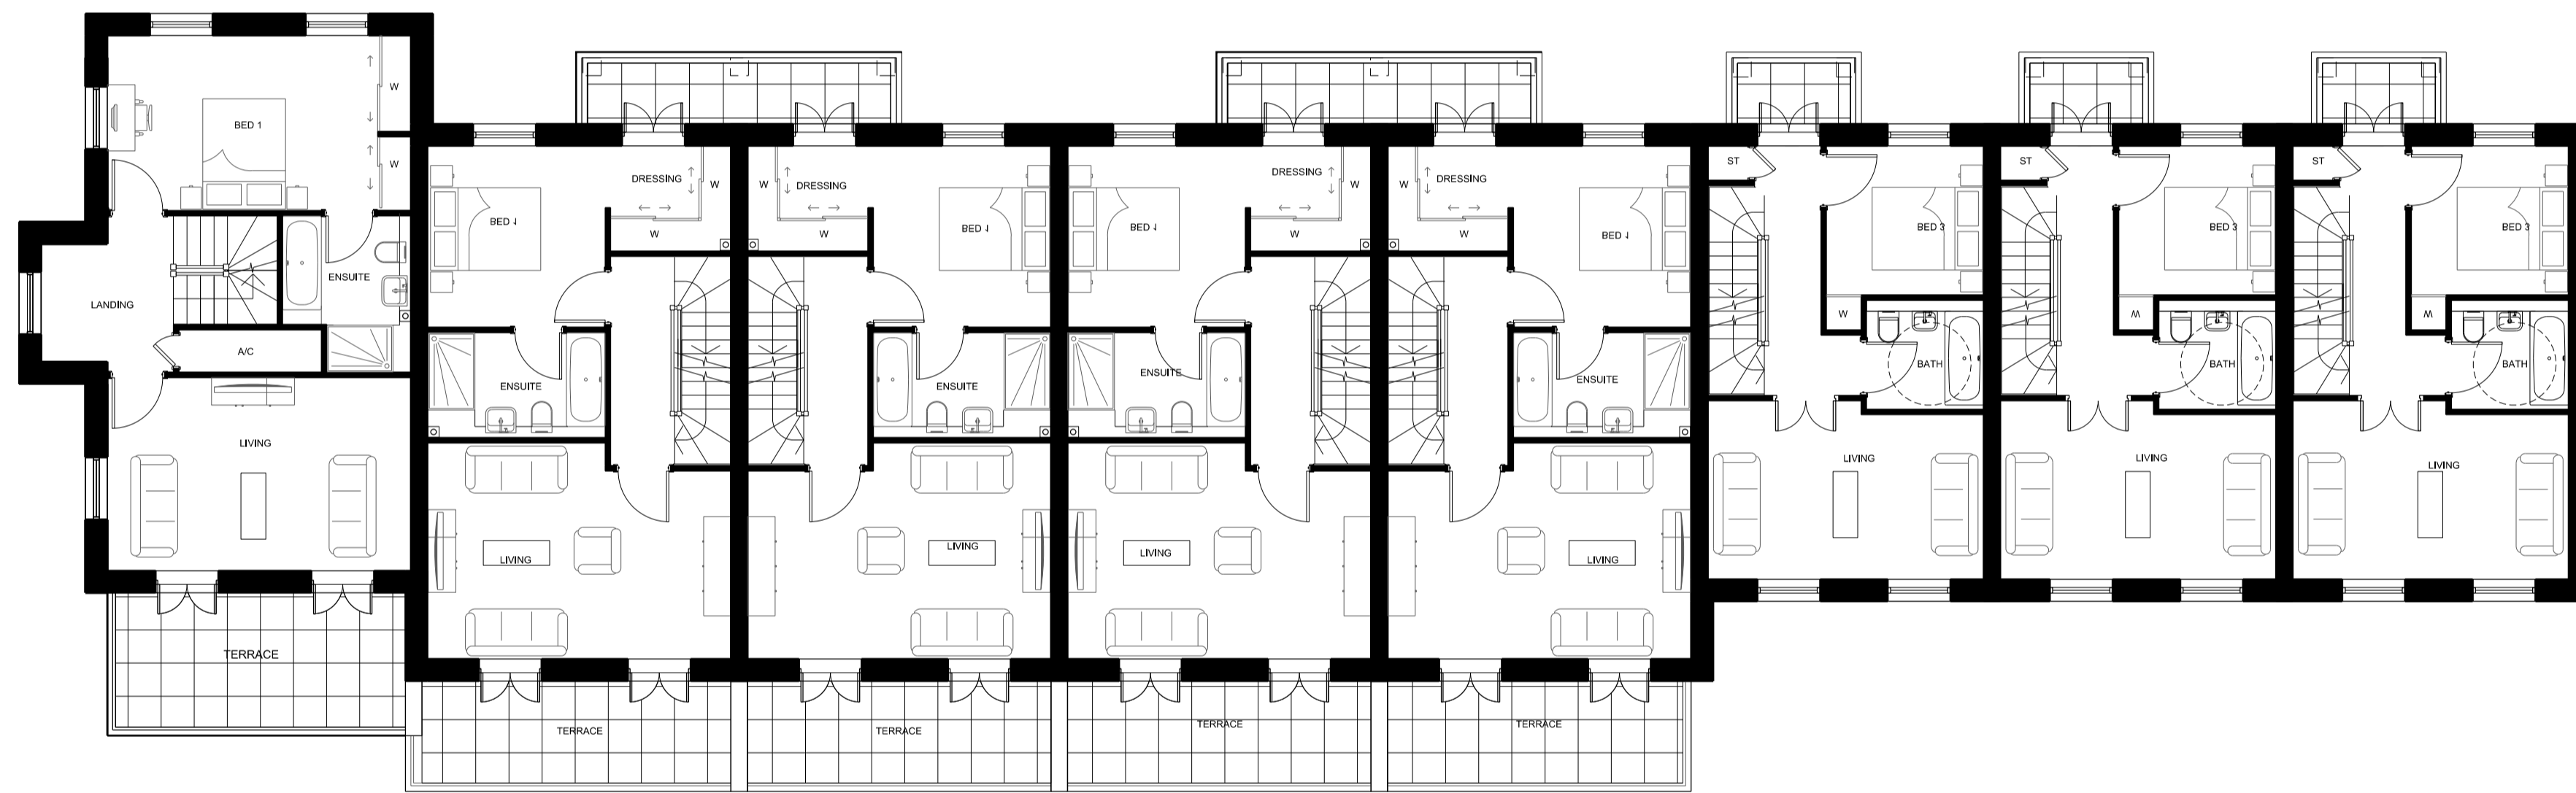 W
BED 1
W
ENSUITE
LANDING
A/C
LIVING
TERRACE
DRESSING
W
BED 1
W
ENSUITE
LIVING
TERRACE
W
DRESSING
BED 1
W
ENSUITE
LIVING
TERRACE
DRESSING
W
BED 1
W
ENSUITE
LIVING
TERRACE
W
DRESSING
BED 1
W
ENSUITE
LIVING
TERRACE
ST
BED 3
W
BATH
LIVING
ST
BED 3
W
BATH
LIVING
ST
BED 3
W
BATH
LIVING